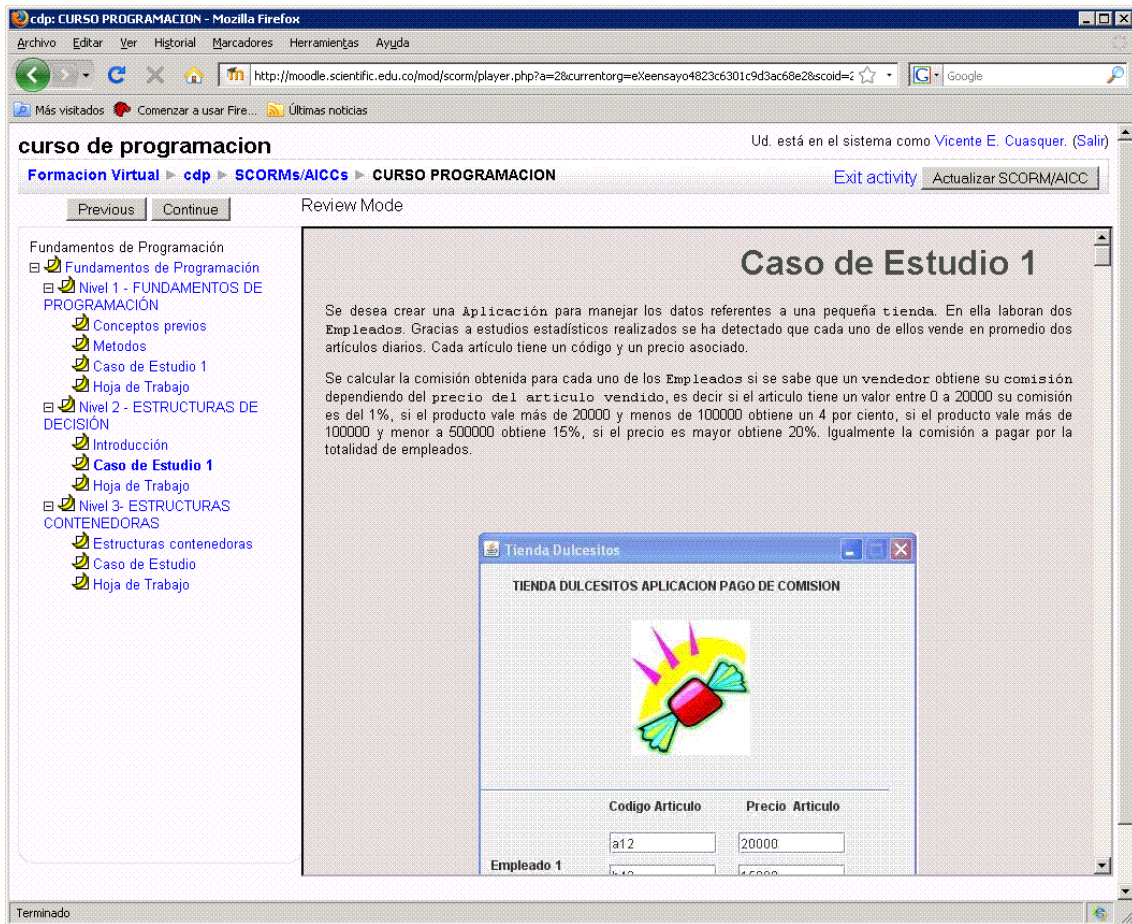 cdp: CURSO PROGRAMACION - Mozilla Firefox
Archivo Editar Ver Historial Marcadores Herramientas Ayuda
http://moodle.scientific.edu.co/mod/scorm/player.php?a=2&currentorg=eXeensayo4823c6301c9d3ac68e28scoid=2
Google
Más visitados Comenzar a usar Fire... Últimas noticias
curso de programacion
Ud. está en el sistema como Vicente E. Cuasquer. (Salir)
Formacion Virtual ► cdp ► SCORMs/AICCs ► CURSO PROGRAMACION
Exit activity Actualizar SCORM/AICC
Previous Continue Review Mode
Fundamentos de Programación
Fundamentos de Programación
Nivel 1 - FUNDAMENTOS DE
PROGRAMACIÓN
Conceptos previos
Metodos
Caso de Estudio 1
Hoja de Trabajo
Nivel 2 - ESTRUCTURAS DE
DECISIÓN
Introducción
Caso de Estudio 1
Hoja de Trabajo
Nivel 3- ESTRUCTURAS
CONTENEDORAS
Estructuras contenedoras
Caso de Estudio
Hoja de Trabajo
Caso de Estudio 1
Se desea crear una Aplicación para manejar los datos referentes a una pequeña tienda. En ella laboran dos
Empleados. Gracias a estudios estadísticos realizados se ha detectado que cada uno de ellos vende en promedio dos
artículos diarios. Cada artículo tiene un código y un precio asociado.
Se calcular la comisión obtenida para cada uno de los Empleados si se sabe que un vendedor obtiene su comisión
dependiendo del precio del articulo vendido, es decir si el articulo tiene un valor entre 0 a 20000 su comisión
es del 1%, si el producto vale más de 20000 y menos de 100000 obtiene un 4 por ciento, si el producto vale más de
100000 y menor a 500000 obtiene 15%, si el precio es mayor obtiene 20%. Igualmente la comisión a pagar por la
totalidad de empleados.
Tienda Dulcesitos
TIENDA DULCESITOS APLICACION PAGO DE COMISION
Codigo Articulo Precio Articulo
a12 20000
Empleado 1
Terminado